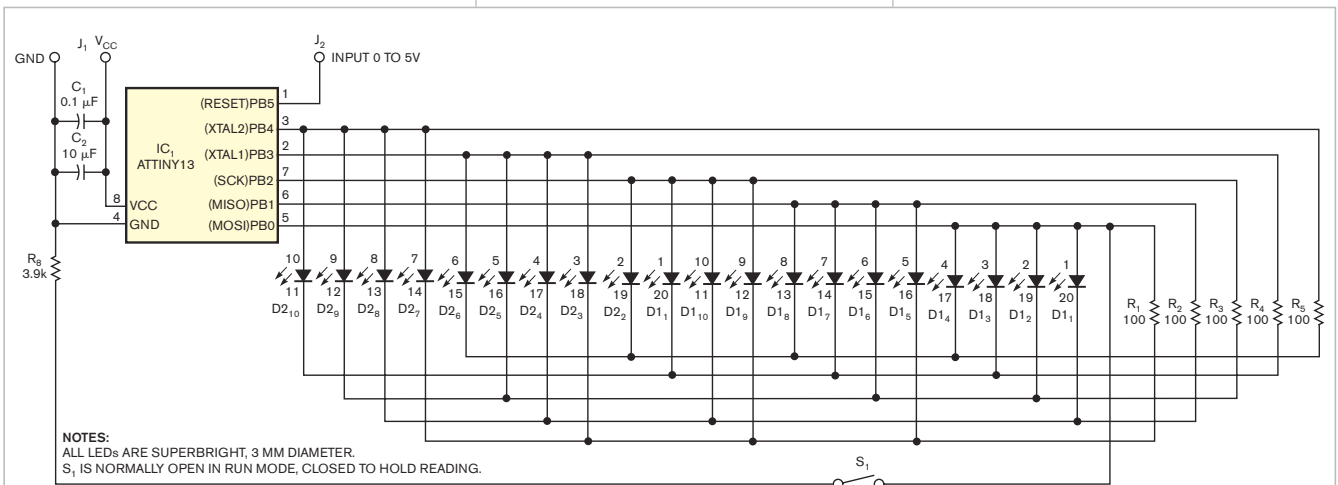 GND
J₁
V_CC
J₂
INPUT 0 TO 5V
C₁
0.1 μF
C₂
10 μF
IC₁
ATTINY13
(RESET)PB5
1
(XTAL2)PB4
3
(XTAL1)PB3
2
(SCK)PB2
7
(MISO)PB1
6
(MOSI)PB0
5
8
VCC
4
GND
R₈
3.9k
10 9 8 7 6 5 4 3 2 1 10 9 8 7 6 5 4 3 2 1
11 12 13 14 15 16 17 18 19 20 11 12 13 14 15 16 17 18 19 20
D2₁₀ D2₉ D2₈ D2₇ D2₆ D2₅ D2₄ D2₃ D2₂ D1₁ D1₁₀ D1₉ D1₈ D1₇ D1₆ D1₅ D1₄ D1₃ D1₂ D1₁
R₁ R₂ R₃ R₄ R₅
100 100 100 100 100
NOTES:
ALL LEDs ARE SUPERBRIGHT, 3 MM DIAMETER.
S₁ IS NORMALLY OPEN IN RUN MODE, CLOSED TO HOLD READING.
S₁